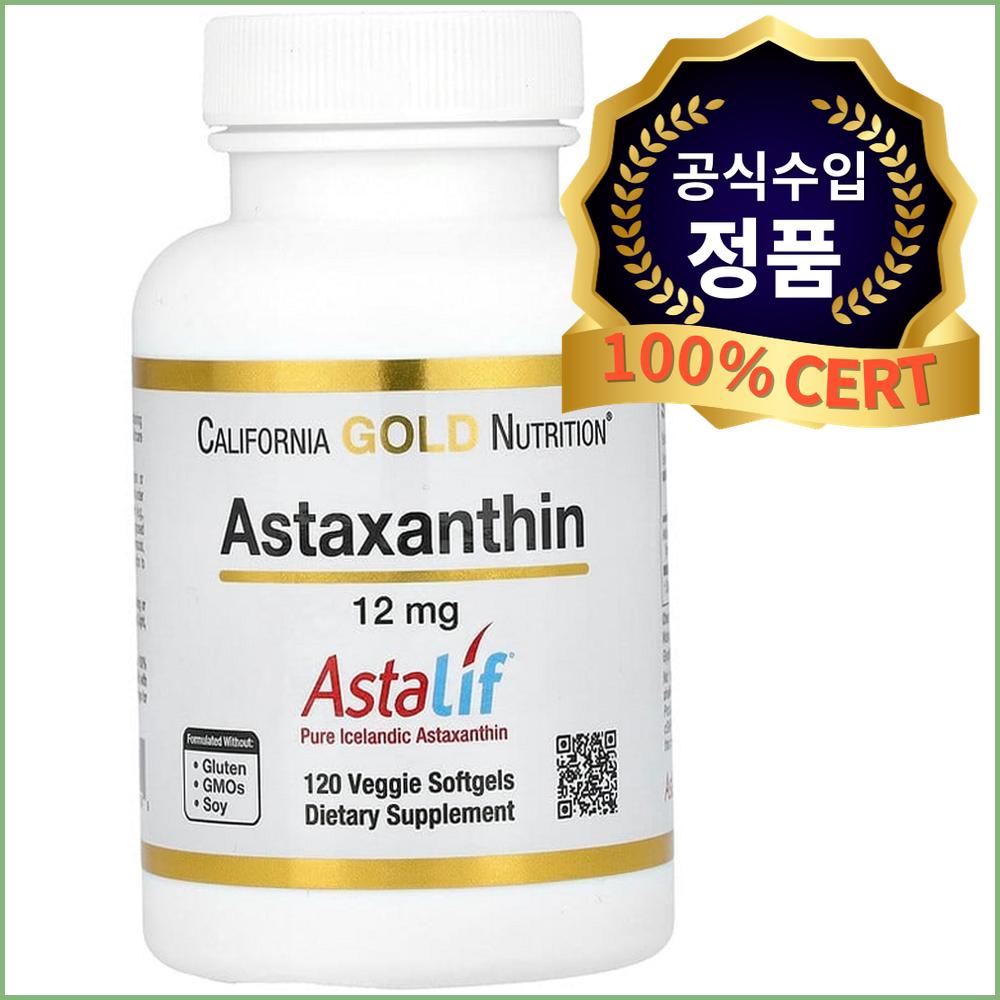 공식수입
정품
100% CERT
CALIFORNIA GOLD NUTRITION®
Astaxanthin
12 mg
AstaLif
Pure Icelandic Astaxanthin
Formulated Without:
• Gluten
• GMOs
• Soy
120 Veggie Softgels
Dietary Supplement